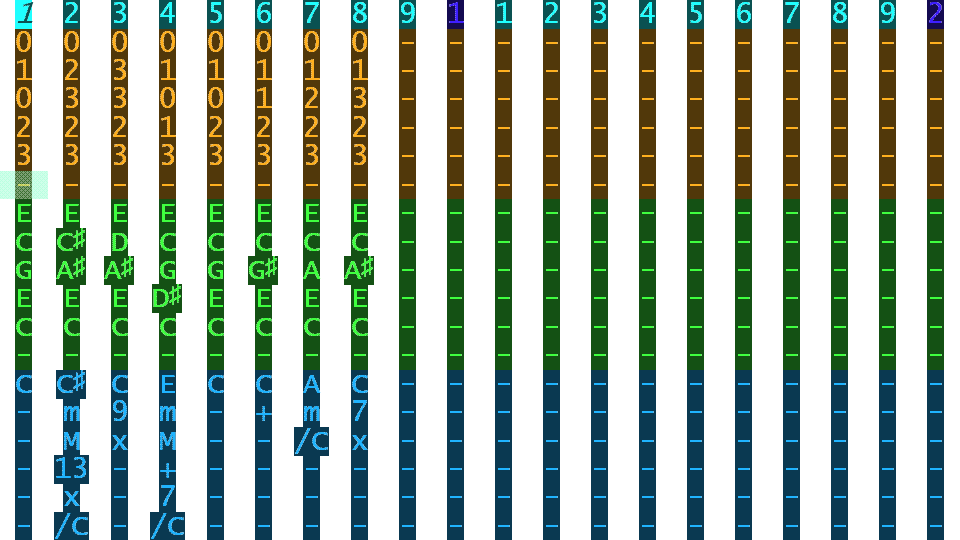 1 2 3 4 5 6 7 8 9 1 1 2 3 4 5 6 7 8 9 2
0 0 0 0 0 0 0 0 – – – – – – – – – – – –
1 2 3 1 1 1 1 1 – – – – – – – – – – – –
0 3 3 0 0 1 2 3 – – – – – – – – – – – –
2 2 2 1 2 2 2 2 – – – – – – – – – – – –
3 3 3 3 3 3 3 3 – – – – – – – – – – – –
– – – – – – – – – – – – – – – – – – – –
E E E E E E E E – – – – – – – – – – – –
C C♯ D C C C C C – – – – – – – – – – – –
G A♯ A♯ G G G♯ A A♯ – – – – – – – – – – – –
E E E D♯ E E E E – – – – – – – – – – – –
C C C C C C C C – – – – – – – – – – – –
– – – – – – – – – – – – – – – – – – – –
C C♯ C E C C A C – – – – – – – – – – – –
– m 9 m – + m 7 – – – – – – – – – – – –
– M x M – – /C x – – – – – – – – – – – –
– 13 – + – – – – – – – – – – – – – – – –
– x – 7 – – – – – – – – – – – – – – – –
– /C – /C – – – – – – – – – – – – – – – –